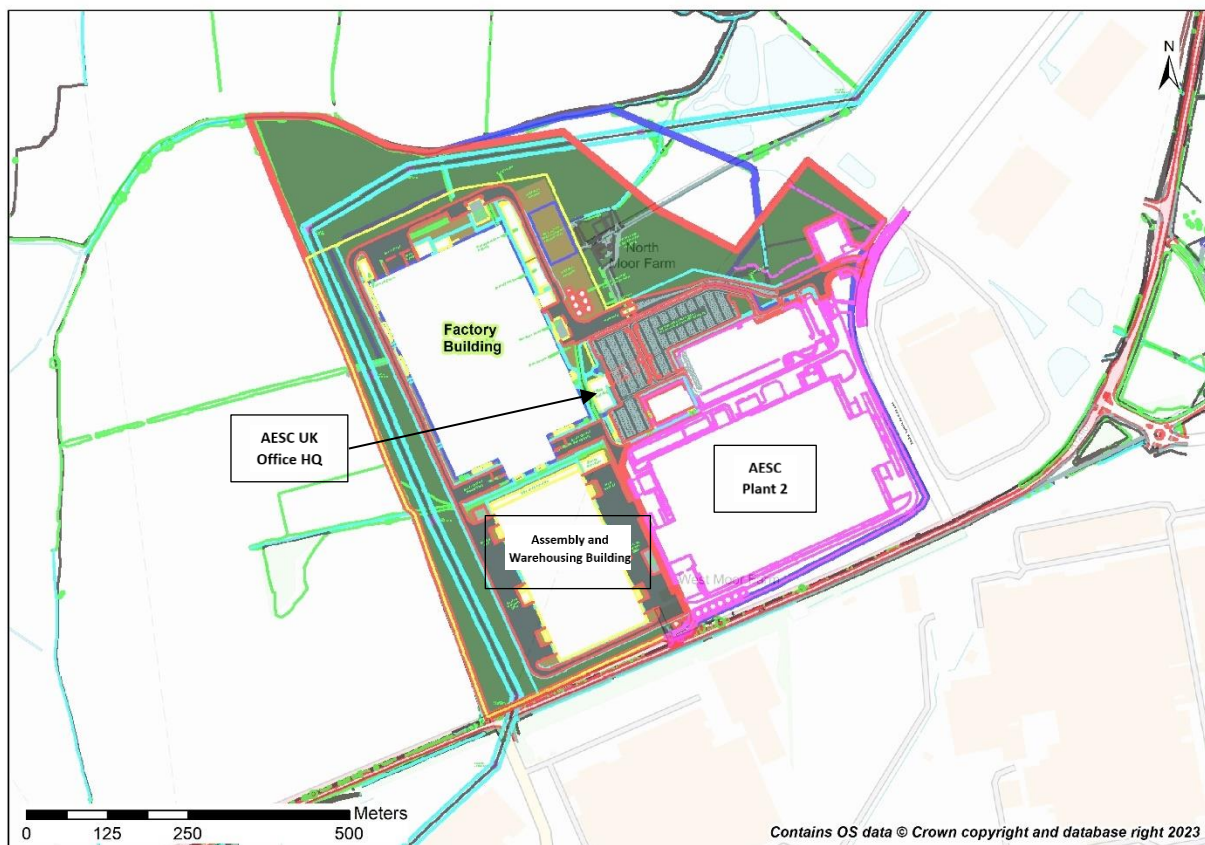 N
North
Moor Farm
Factory
Building
AESC UK
Office HQ
AESC
Plant 2
Assembly and
Warehousing Building
West Moor Farm
Meters
0 125 250 500
Contains OS data © Crown copyright and database right 2023